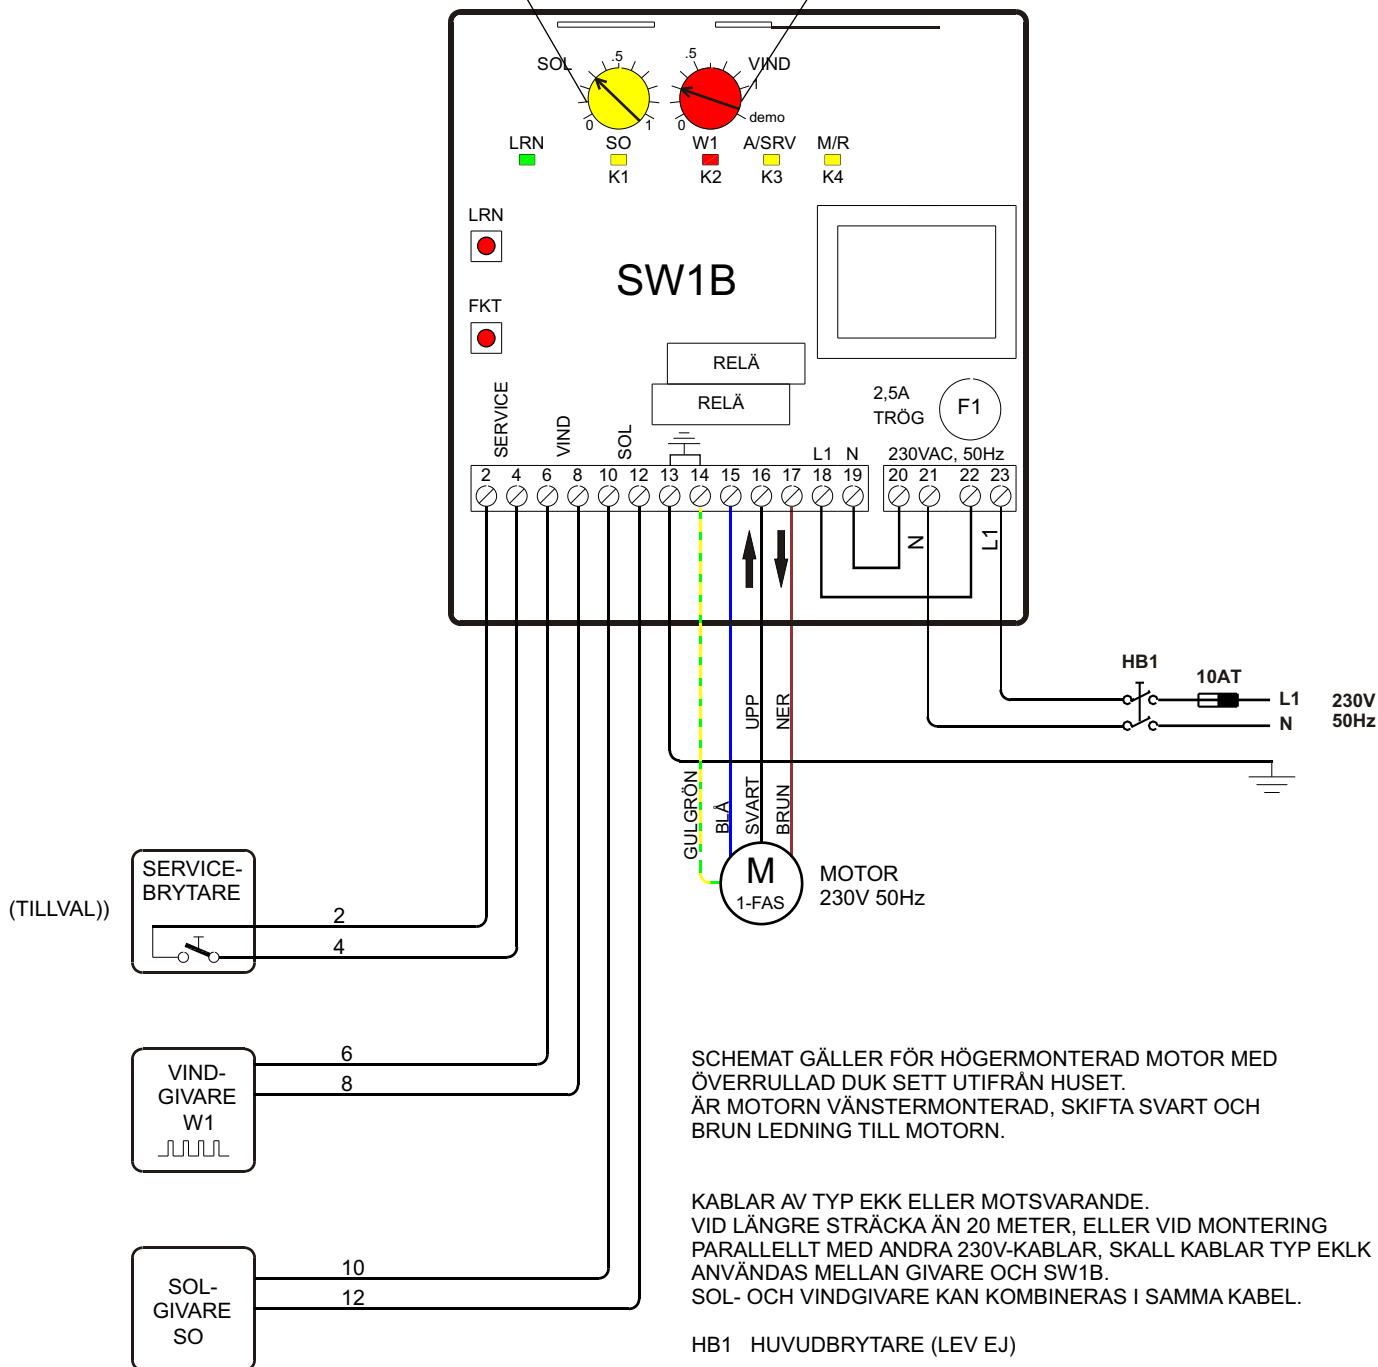 SOL .5 .5 VIND
1
0 1 0 demo
LRN SO W1 A/SRV M/R
K1 K2 K3 K4
LRN
SW1B
FKT
RELÄ
RELÄ
2,5A
TRÖG
F1
SERVICE
VIND
SOL
L1 N 230VAC, 50Hz
2 4 6 8 10 12 13 14 15 16 17 18 19 20 21 22 23
N
L1
HB1
10AT
L1
N
230V
50Hz
UPP
NER
GULGRÖN
BLÅ
SVART
BRUN
M
1-FAS
MOTOR
230V 50Hz
SERVICE-
BRYTARE
(TILLVAL))
2
4
VIND-
GIVARE
W1
6
8
SOL-
GIVARE
SO
10
12
SCHEMAT GÄLLER FÖR HÖGERMONTERAD MOTOR MED
ÖVERRULLAD DUK SETT UTIFRÅN HUSET.
ÄR MOTORN VÄNSTERMONTERAD, SKIFTA SVART OCH
BRUN LEDNING TILL MOTORN.
KABLAR AV TYP EKK ELLER MOTSVARANDE.
VID LÄNGRE STRÄCKA ÄN 20 METER, ELLER VID MONTERING
PARALLELLT MED ANDRA 230V-KABLAR, SKALL KABLAR TYP EKLK
ANVÄNDAS MELLAN GIVARE OCH SW1B.
SOL- OCH VINDGIVARE KAN KOMBINERAS I SAMMA KABEL.
HB1 HUVUDBRYTARE (LEV EJ)